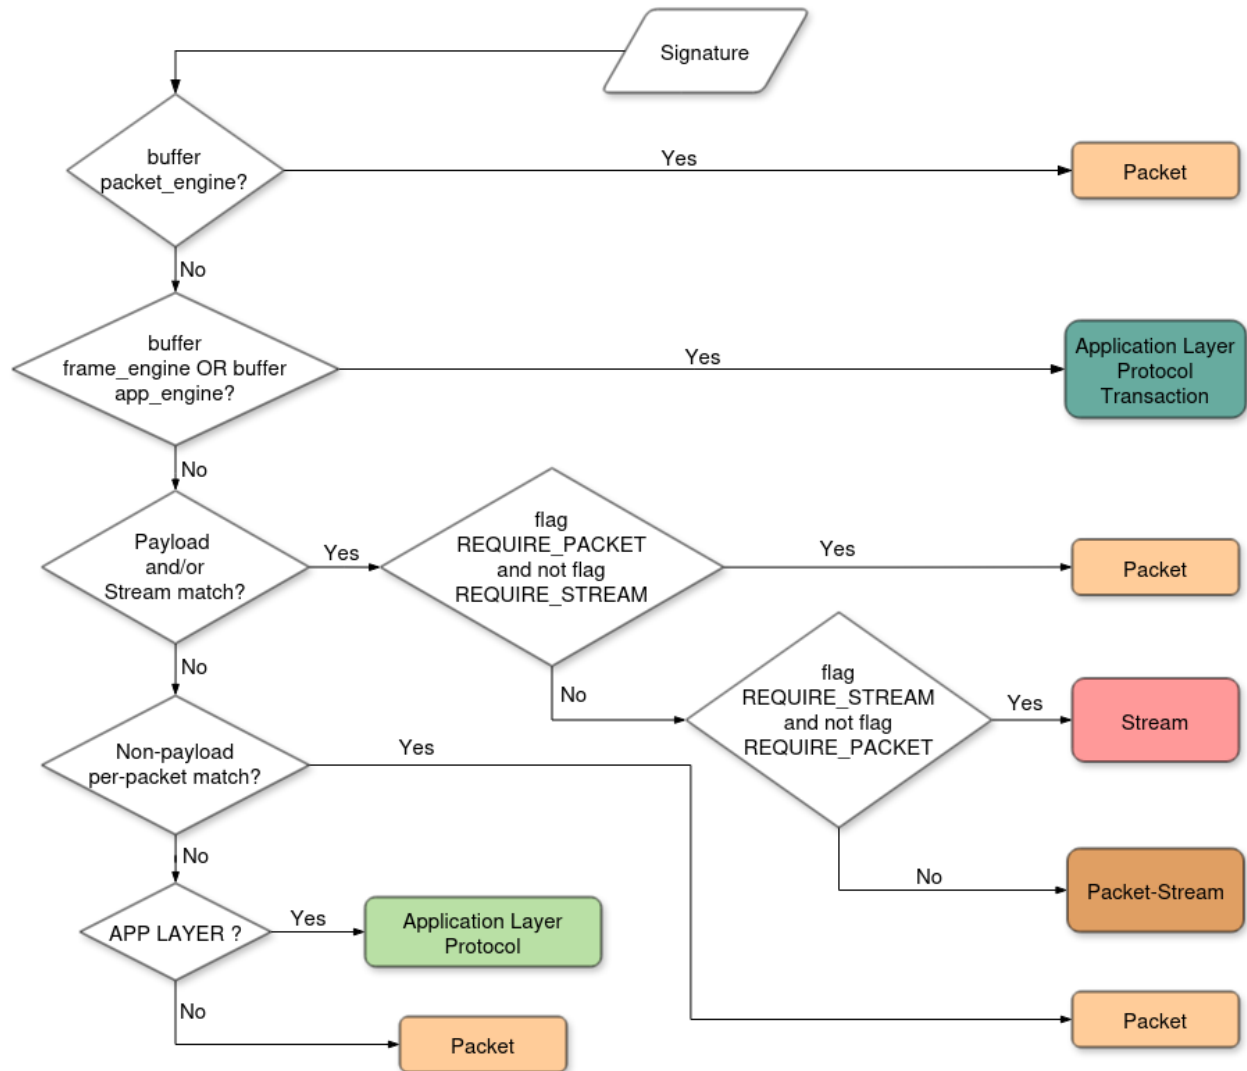 Signature
buffer
packet_engine?
Yes
Packet
No
buffer
frame_engine OR buffer
app_engine?
Yes
Application Layer
Protocol
Transaction
No
Payload
and/or
Stream match?
Yes
flag
REQUIRE_PACKET
and not flag
REQUIRE_STREAM
Yes
Packet
No
No
flag
REQUIRE_STREAM
and not flag
REQUIRE_PACKET
Yes
Stream
Non-payload
per-packet match?
Yes
No
Packet-Stream
No
APP LAYER ?
Yes
Application Layer
Protocol
Packet
No
Packet